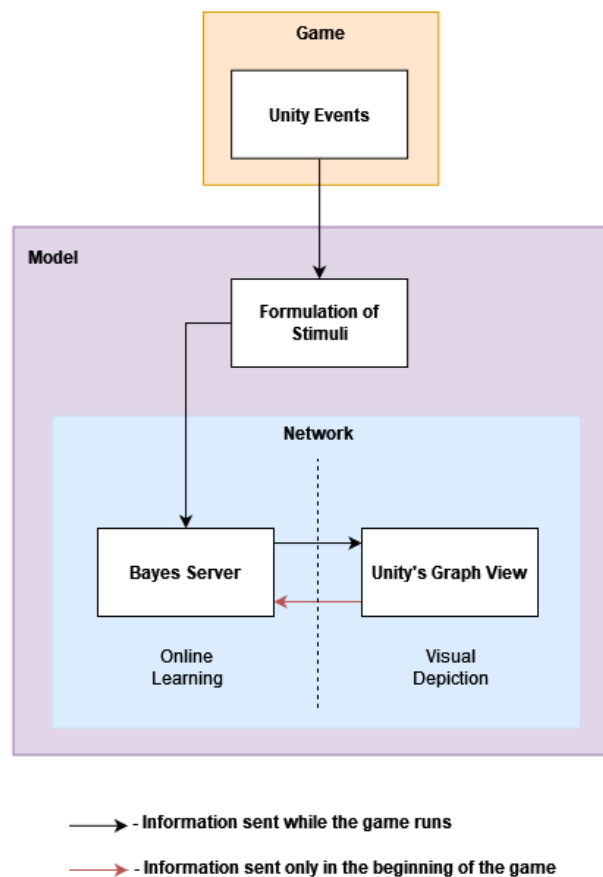 Game
Unity Events
Model
Formulation of
Stimuli
Network
Bayes Server
Unity's Graph View
Online
Learning
Visual
Depiction
- Information sent while the game runs
- Information sent only in the beginning of the game